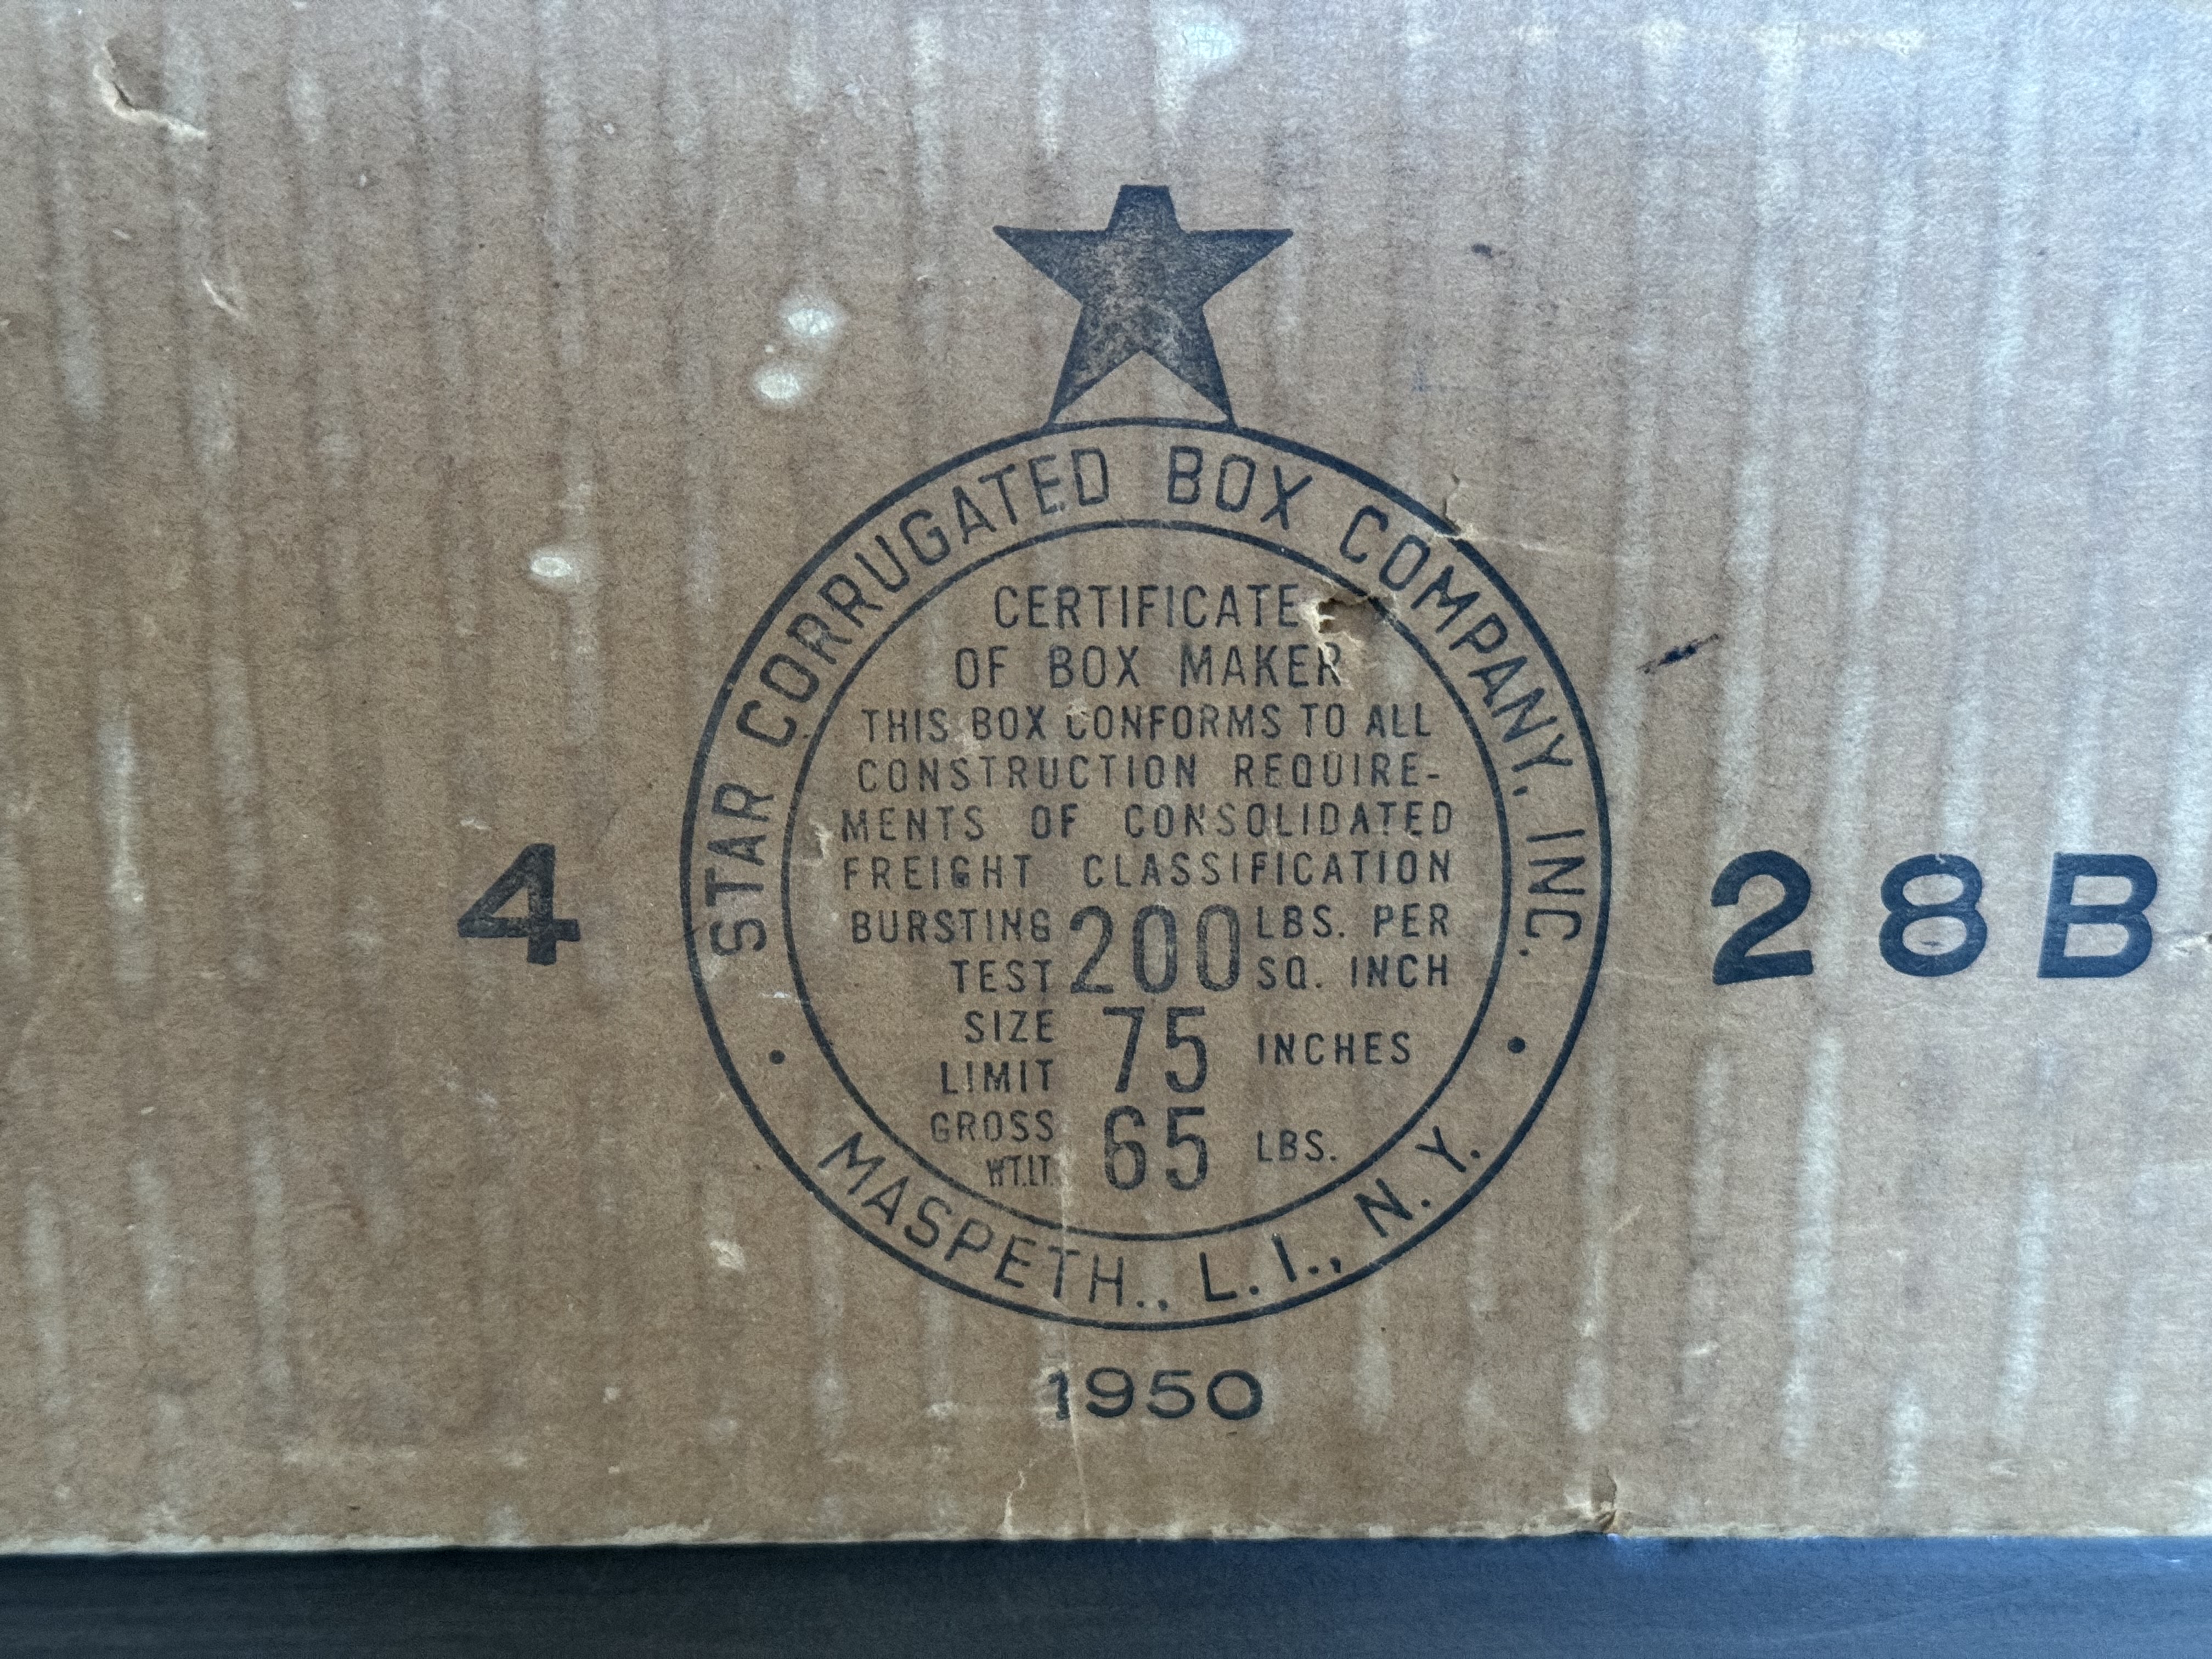 STAR CORRUGATED BOX COMPANY, INC.
CERTIFICATE
OF BOX MAKER
THIS BOX CONFORMS TO ALL
CONSTRUCTION REQUIRE-
MENTS OF CONSOLIDATED
FREIGHT CLASSIFICATION
BURSTING TEST 200 LBS. PER SQ. INCH
SIZE LIMIT 75 INCHES
GROSS WT.LT. 65 LBS.
MASPETH., L. I., N. Y.
4
28B
1950